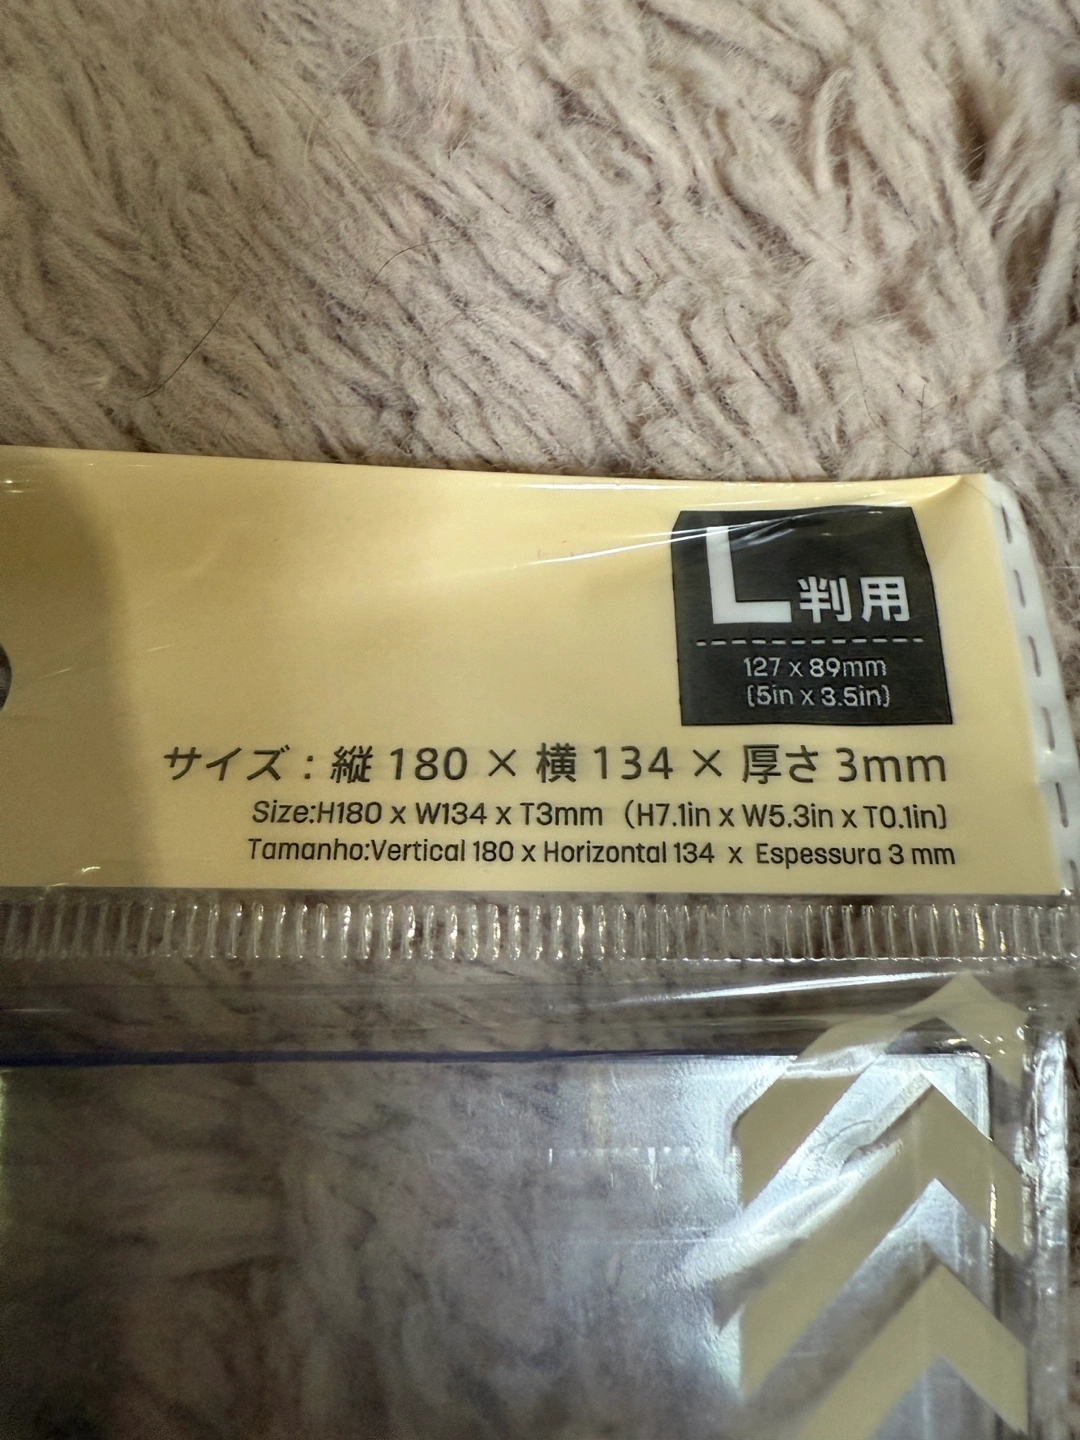 L判用
127 x 89mm
(5in x 3.5in)
サイズ：縦 180 × 横 134 × 厚さ 3mm
Size:H180 x W134 x T3mm（H7.1in x W5.3in x T0.1in)
Tamanho:Vertical 180 x Horizontal 134 x Espessura 3 mm